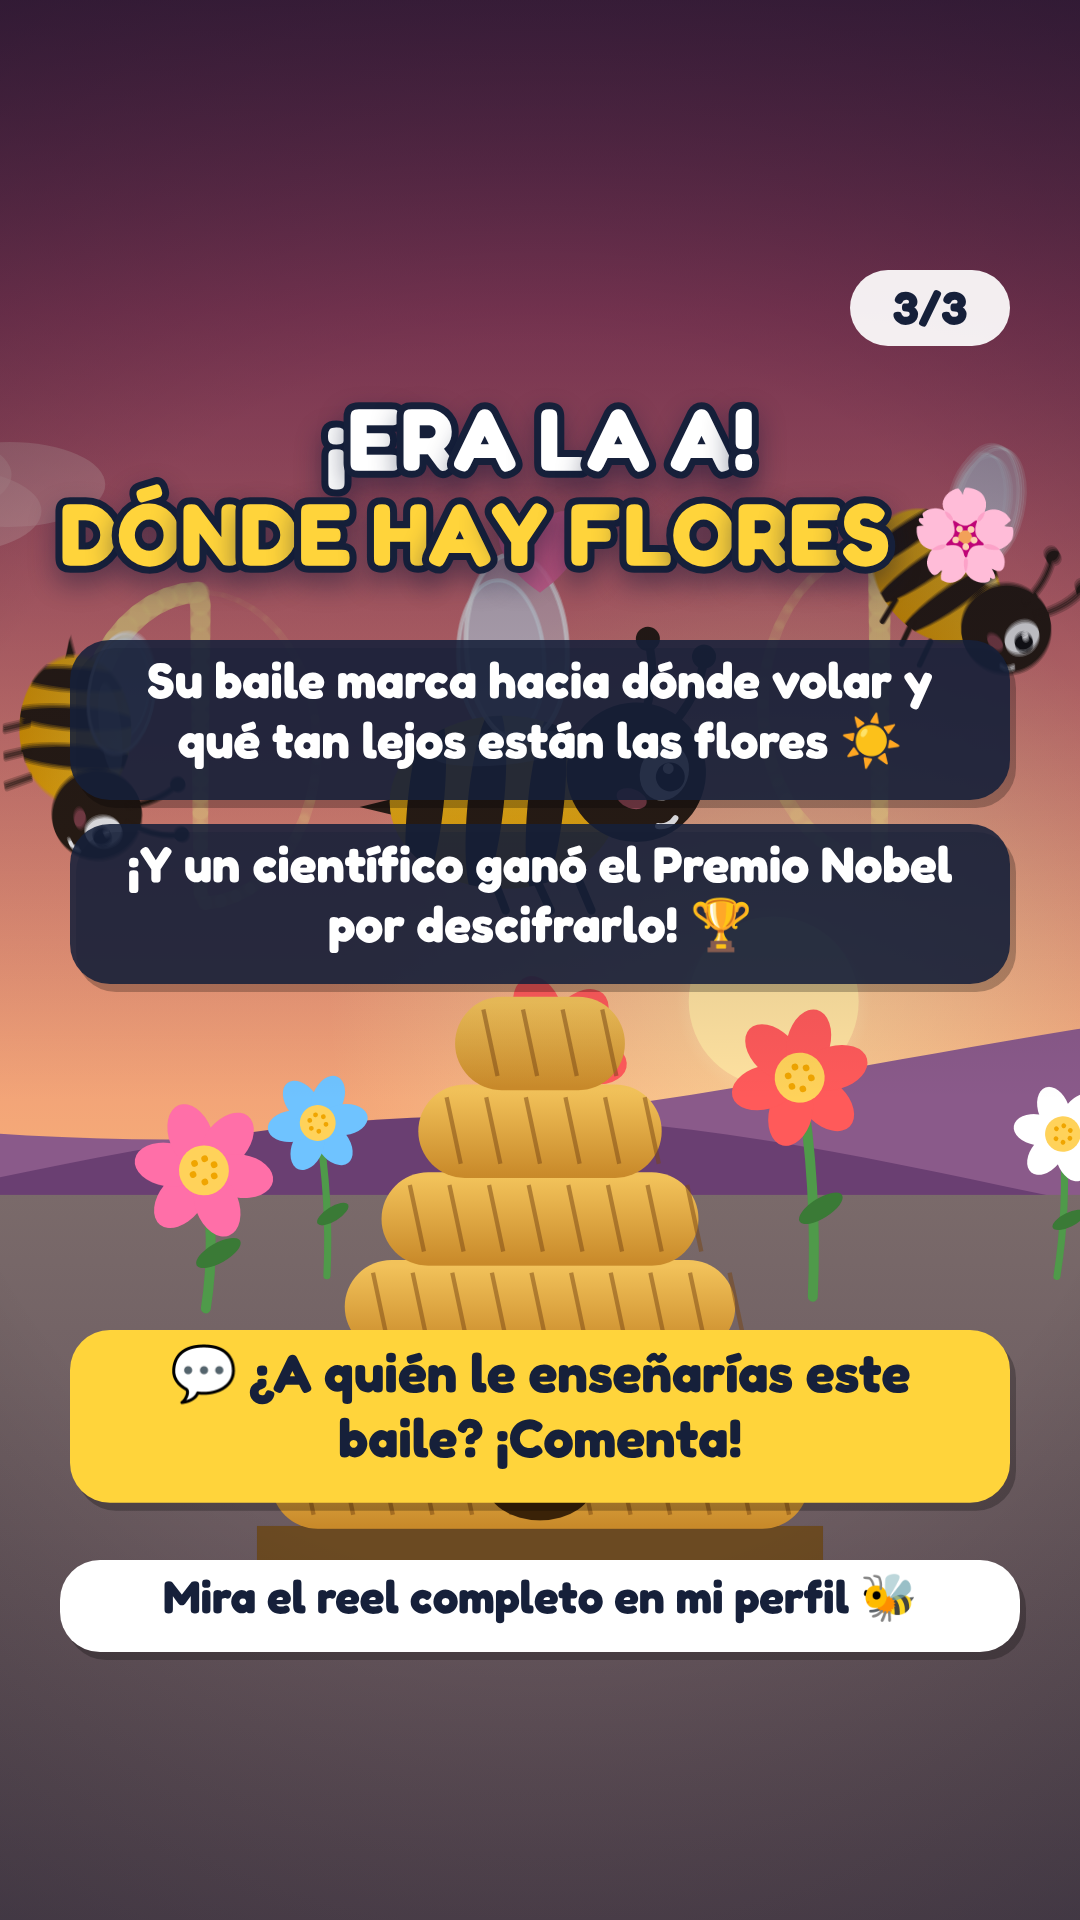 3/3
¡ERA LA A!
DÓNDE HAY FLORES 🌸
Su baile marca hacia dónde volar y
qué tan lejos están las flores ☀️
¡Y un científico ganó el Premio Nobel
por descifrarlo! 🏆
💬 ¿A quién le enseñarías este
baile? ¡Comenta!
Mira el reel completo en mi perfil 🐝